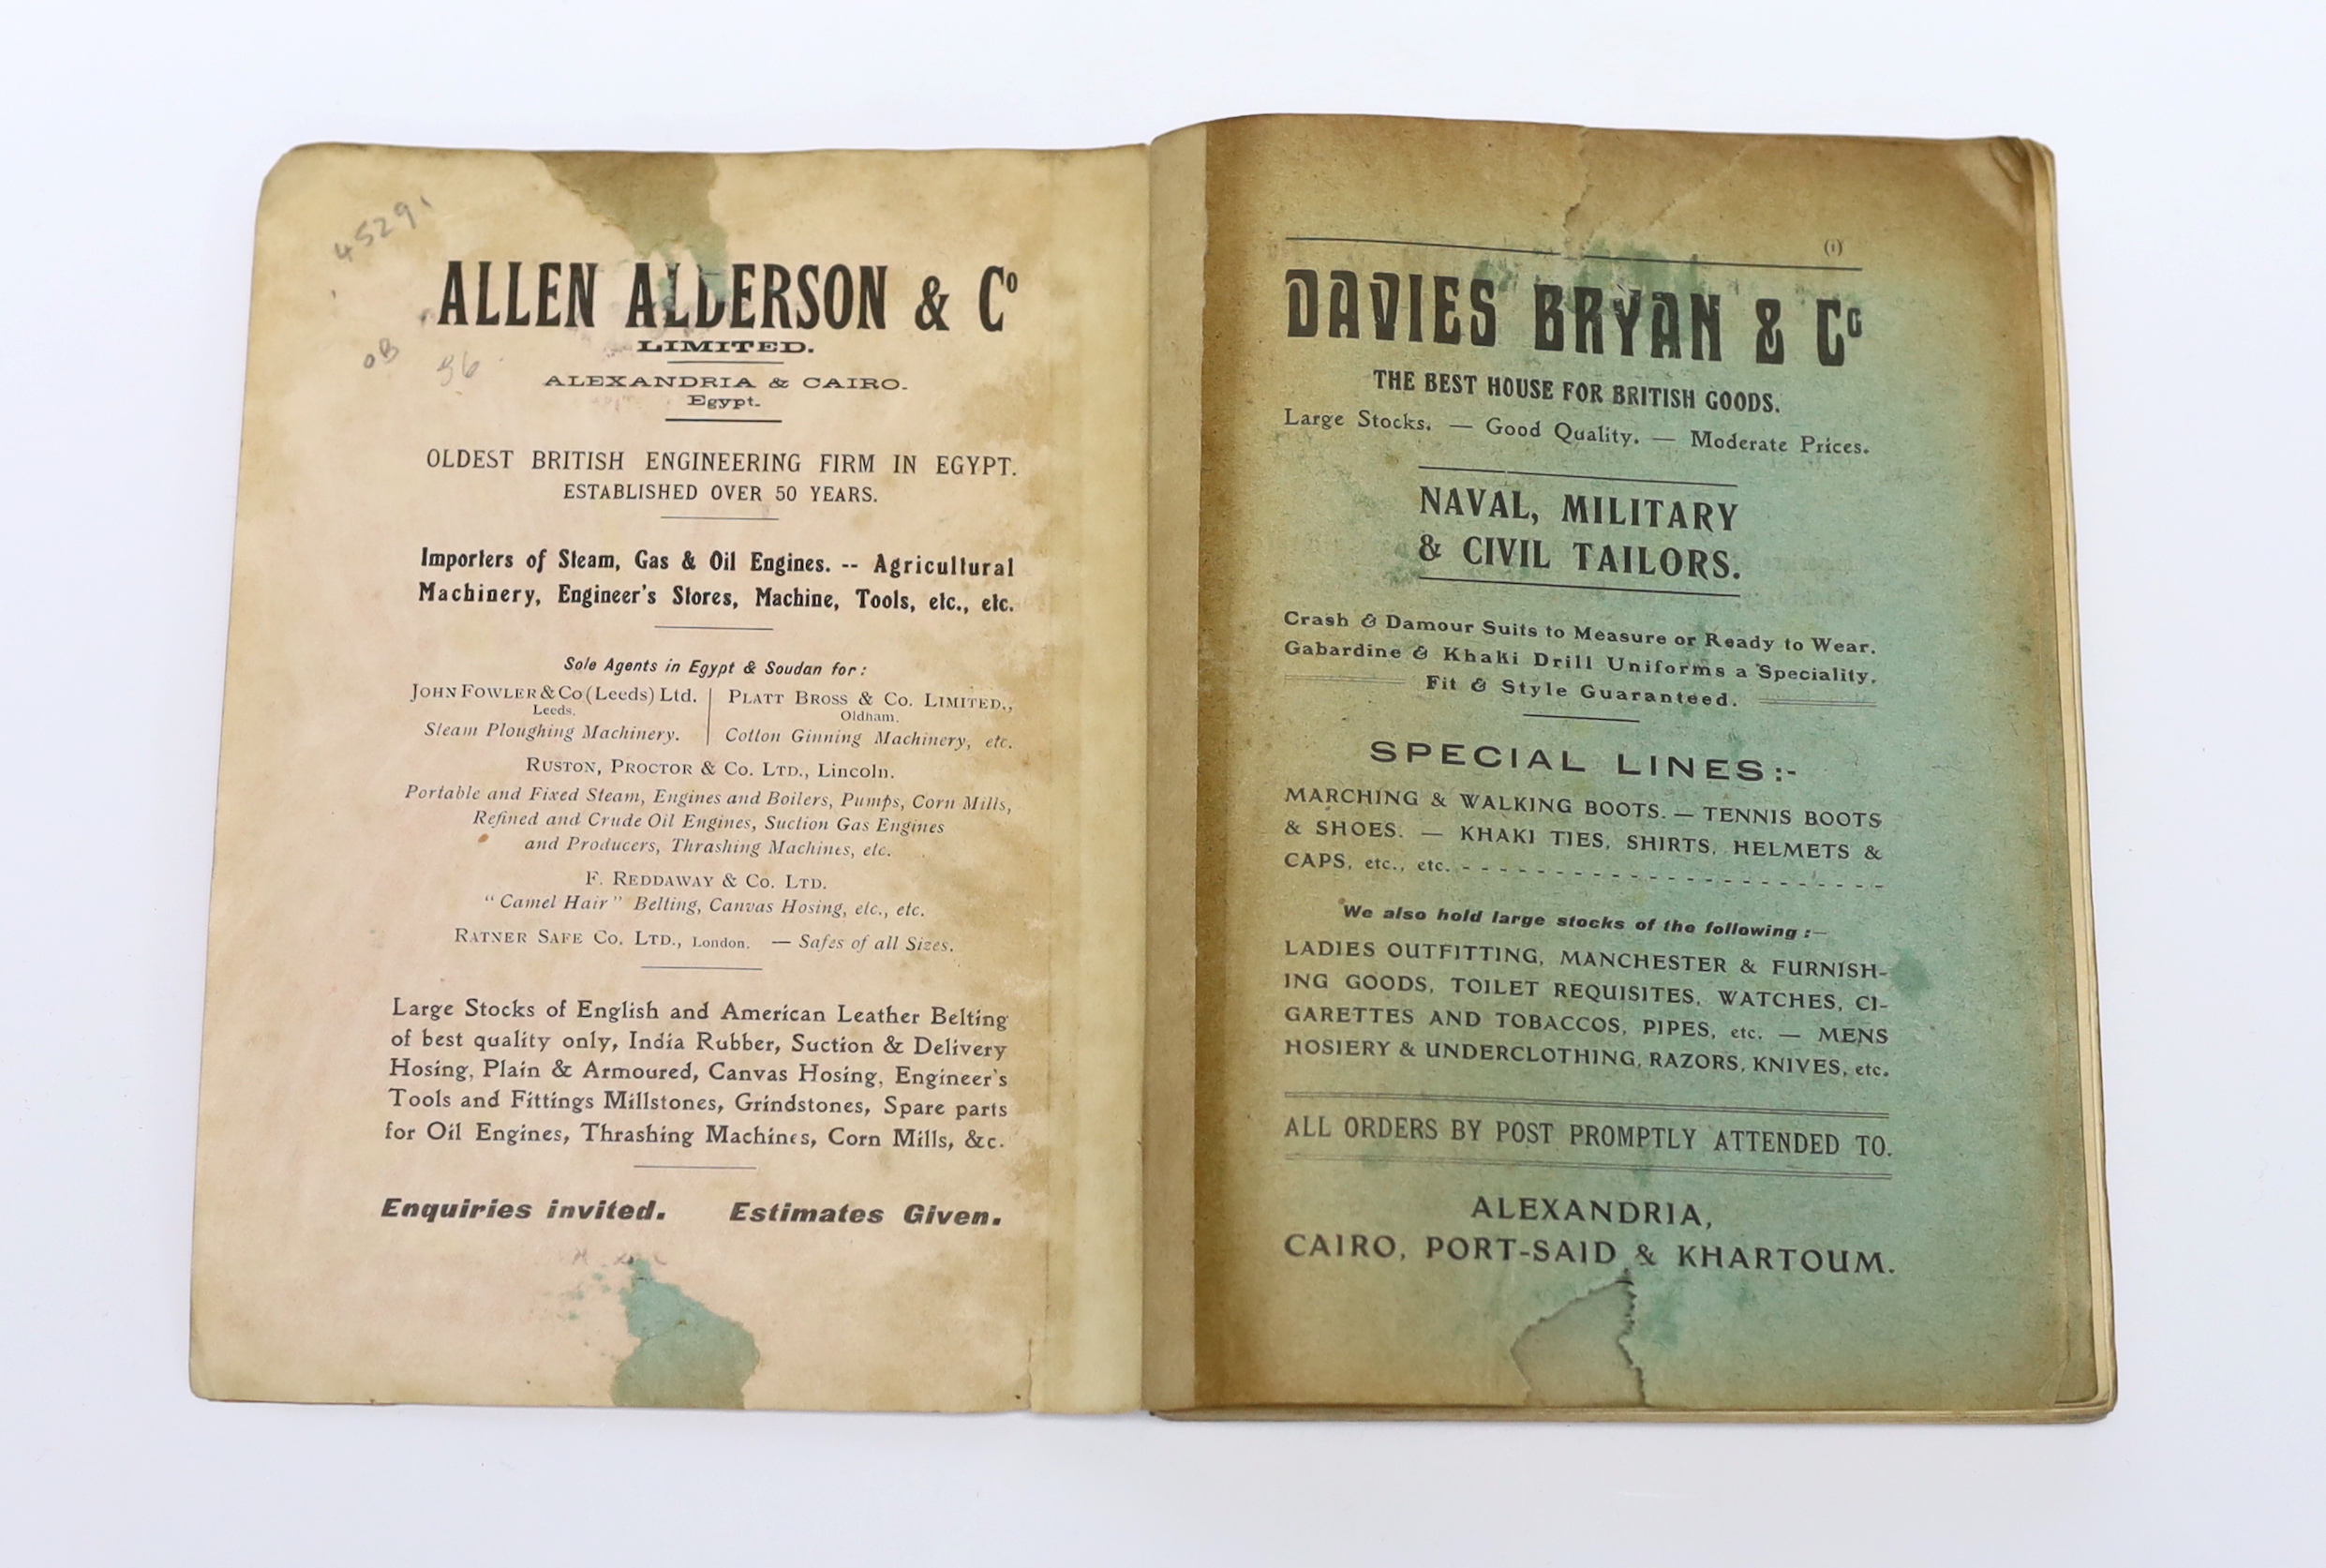 45291
OB
36
ALLEN ALDERSON & Co
LIMITED.
ALEXANDRIA & CAIRO.
Egypt.
OLDEST BRITISH ENGINEERING FIRM IN EGYPT.
ESTABLISHED OVER 50 YEARS.
Importers of Steam, Gas & Oil Engines. -- Agricultural
Machinery, Engineer's Stores, Machine, Tools, etc., etc.
Sole Agents in Egypt & Soudan for:
JOHN FOWLER & Co (Leeds) Ltd.
Leeds.
Steam Ploughing Machinery.
PLATT BROSS & CO. LIMITED.,
Oldham.
Cotton Ginning Machinery, etc.
RUSTON, PROCTOR & CO. LTD., Lincoln.
Portable and Fixed Steam, Engines and Boilers, Pumps, Corn Mills,
Refined and Crude Oil Engines, Suction Gas Engines
and Producers, Thrashing Machines, etc.
F. REDDAWAY & CO. LTD.
"Camel Hair" Belting, Canvas Hosing, etc., etc.
RATNER SAFE CO. LTD., London. — Safes of all Sizes.
Large Stocks of English and American Leather Belting
of best quality only, India Rubber, Suction & Delivery
Hosing, Plain & Armoured, Canvas Hosing, Engineer's
Tools and Fittings Millstones, Grindstones, Spare parts
for Oil Engines, Thrashing Machines, Corn Mills, &c.
Enquiries invited. Estimates Given.
(1)
DAVIES BRYAN & Co
THE BEST HOUSE FOR BRITISH GOODS.
Large Stocks. — Good Quality. — Moderate Prices.
NAVAL, MILITARY
& CIVIL TAILORS.
Crash & Damour Suits to Measure or Ready to Wear.
Gabardine & Khaki Drill Uniforms a Speciality.
Fit & Style Guaranteed.
SPECIAL LINES:-
MARCHING & WALKING BOOTS. — TENNIS BOOTS
& SHOES. — KHAKI TIES, SHIRTS, HELMETS &
CAPS, etc., etc. - - - - - - - - - - - - - - - - - - - - - - -
We also hold large stocks of the following :—
LADIES OUTFITTING, MANCHESTER & FURNISH-
ING GOODS, TOILET REQUISITES, WATCHES, CI-
GARETTES AND TOBACCOS, PIPES, etc. — MENS
HOSIERY & UNDERCLOTHING, RAZORS, KNIVES, etc.
ALL ORDERS BY POST PROMPTLY ATTENDED TO.
ALEXANDRIA,
CAIRO, PORT-SAID & KHARTOUM.